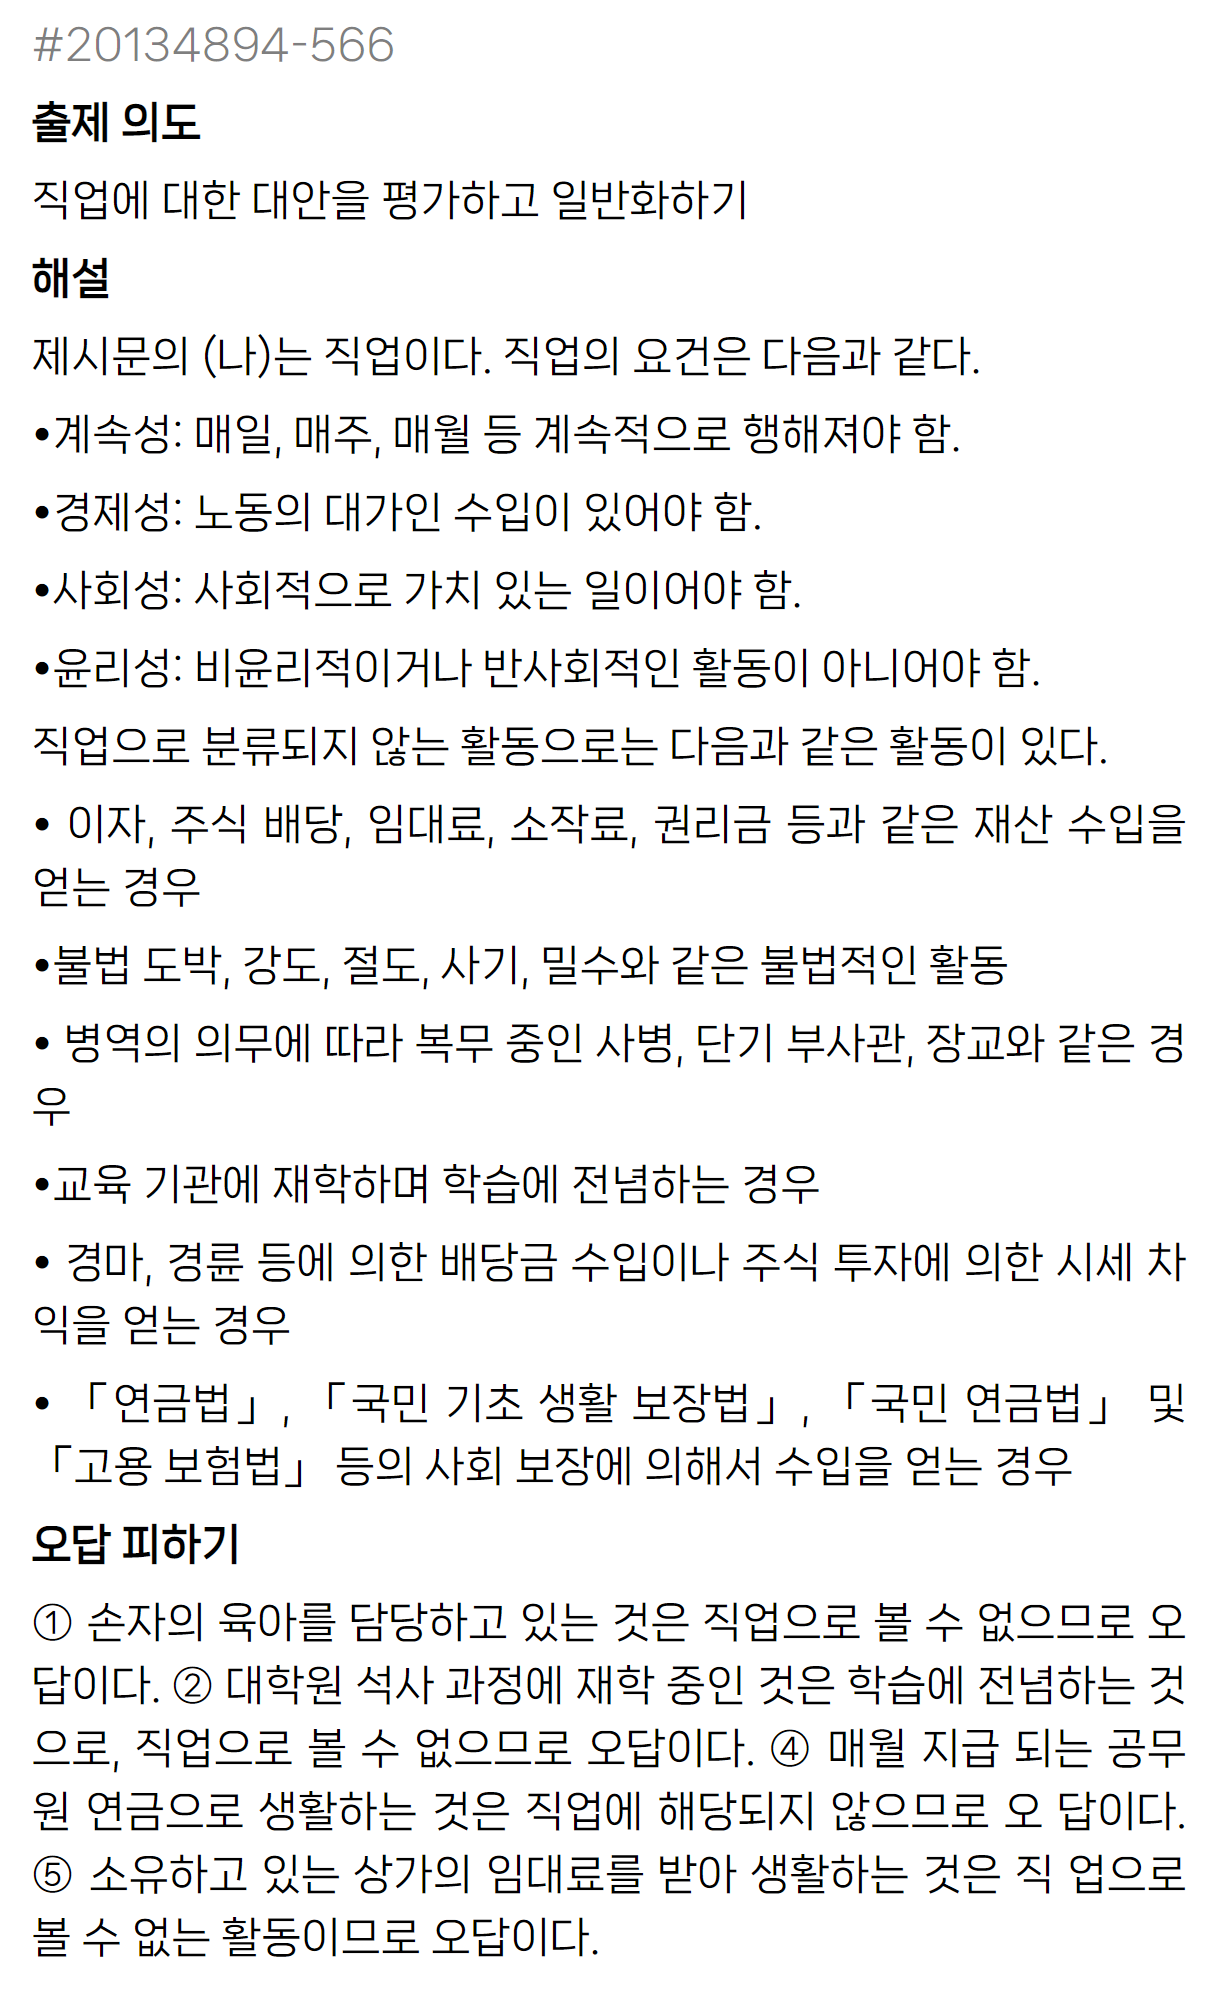 #20134894-566
출제 의도
직업에 대한 대안을 평가하고 일반화하기
해설
제시문의 (나)는 직업이다. 직업의 요건은 다음과 같다.
•계속성: 매일, 매주, 매월 등 계속적으로 행해져야 함.
•경제성: 노동의 대가인 수입이 있어야 함.
•사회성: 사회적으로 가치 있는 일이어야 함.
•윤리성: 비윤리적이거나 반사회적인 활동이 아니어야 함.
직업으로 분류되지 않는 활동으로는 다음과 같은 활동이 있다.
• 이자, 주식 배당, 임대료, 소작료, 권리금 등과 같은 재산 수입을
얻는 경우
•불법 도박, 강도, 절도, 사기, 밀수와 같은 불법적인 활동
• 병역의 의무에 따라 복무 중인 사병, 단기 부사관, 장교와 같은 경
우
•교육 기관에 재학하며 학습에 전념하는 경우
• 경마, 경륜 등에 의한 배당금 수입이나 주식 투자에 의한 시세 차
익을 얻는 경우
• 「연금법」, 「국민 기초 생활 보장법」, 「국민 연금법」 및
「고용 보험법」 등의 사회 보장에 의해서 수입을 얻는 경우
오답 피하기
① 손자의 육아를 담당하고 있는 것은 직업으로 볼 수 없으므로 오
답이다. ② 대학원 석사 과정에 재학 중인 것은 학습에 전념하는 것
으로, 직업으로 볼 수 없으므로 오답이다. ④ 매월 지급 되는 공무
원 연금으로 생활하는 것은 직업에 해당되지 않으므로 오 답이다.
⑤ 소유하고 있는 상가의 임대료를 받아 생활하는 것은 직 업으로
볼 수 없는 활동이므로 오답이다.